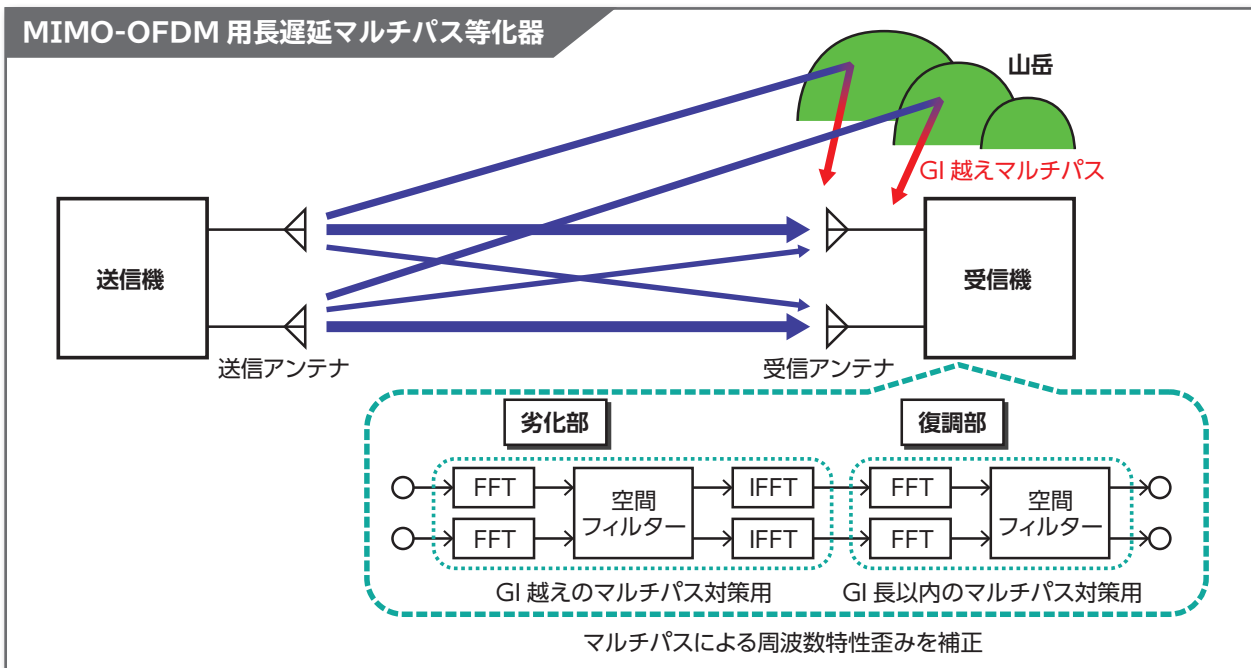 MIMO-OFDM 用長遅延マルチパス等化器
山岳
GI 越えマルチパス
送信機
受信機
送信アンテナ
受信アンテナ
劣化部
復調部
FFT
空間
フィルター
IFFT
FFT
空間
フィルター
FFT
IFFT
FFT
GI 越えのマルチパス対策用
GI 長以内のマルチパス対策用
マルチパスによる周波数特性歪みを補正